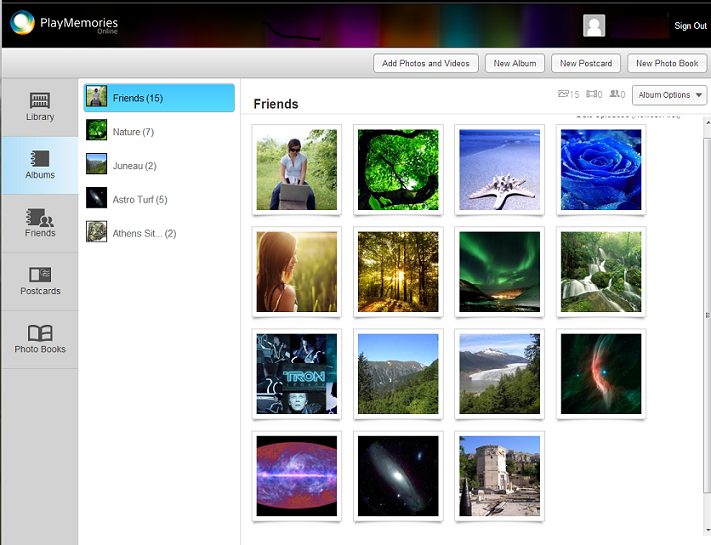 PlayMemories
Online
Sign Out
Add Photos and Videos
New Album
New Postcard
New Photo Book
Library
Albums
Friends
Postcards
Photo Books
Friends (15)
Nature (7)
Juneau (2)
Astro Turf (5)
Athens Sit... (2)
Friends
15
0
0
Album Options
TRON